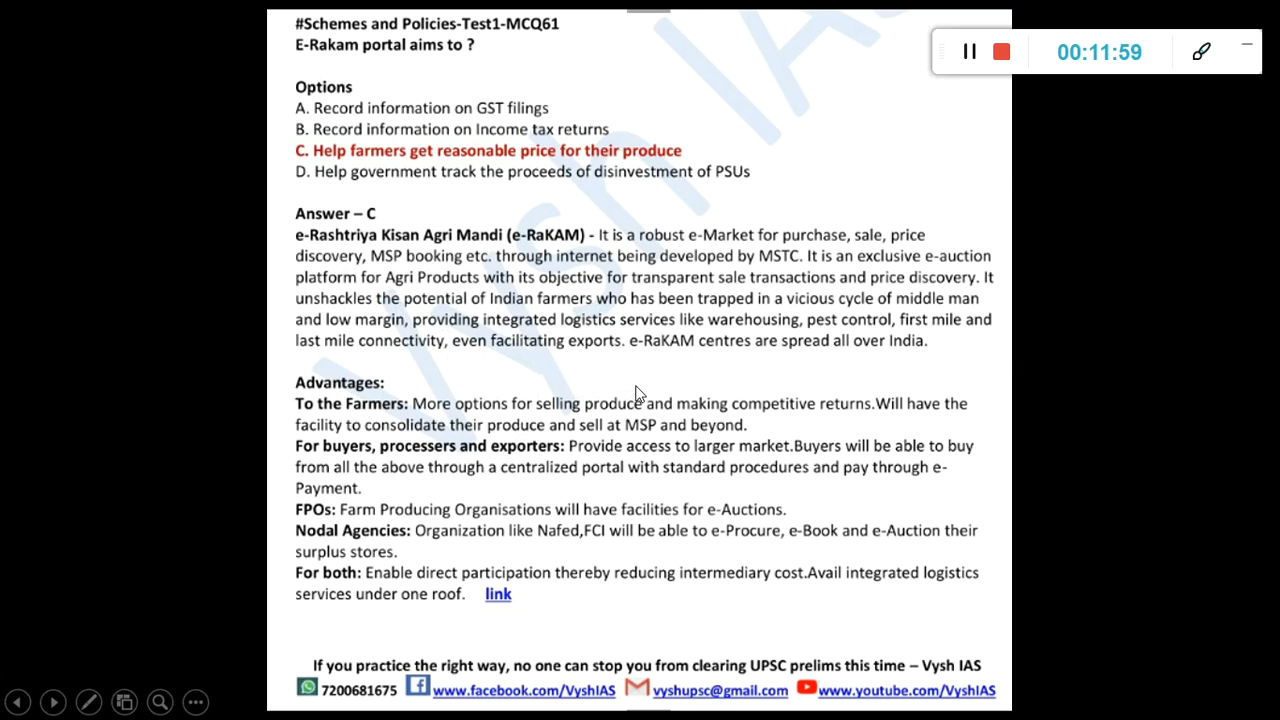 #Schemes and Policies-Test1-MCQ61
E-Rakam portal aims to ?
00:11:59
Options
A. Record information on GST filings
B. Record information on Income tax returns
C. Help farmers get reasonable price for their produce
D. Help government track the proceeds of disinvestment of PSUs
Answer – C
e-Rashtriya Kisan Agri Mandi (e-RaKAM) - It is a robust e-Market for purchase, sale, price
discovery, MSP booking etc. through internet being developed by MSTC. It is an exclusive e-auction
platform for Agri Products with its objective for transparent sale transactions and price discovery. It
unshackles the potential of Indian farmers who has been trapped in a vicious cycle of middle man
and low margin, providing integrated logistics services like warehousing, pest control, first mile and
last mile connectivity, even facilitating exports. e-RaKAM centres are spread all over India.
Advantages:
To the Farmers: More options for selling produce and making competitive returns.Will have the
facility to consolidate their produce and sell at MSP and beyond.
For buyers, processers and exporters: Provide access to larger market.Buyers will be able to buy
from all the above through a centralized portal with standard procedures and pay through e-
Payment.
FPOs: Farm Producing Organisations will have facilities for e-Auctions.
Nodal Agencies: Organization like Nafed,FCI will be able to e-Procure, e-Book and e-Auction their
surplus stores.
For both: Enable direct participation thereby reducing intermediary cost.Avail integrated logistics
services under one roof. link
If you practice the right way, no one can stop you from clearing UPSC prelims this time – Vysh IAS
7200681675 www.facebook.com/VyshIAS vyshupsc@gmail.com www.youtube.com/VyshIAS
Vysh IAS